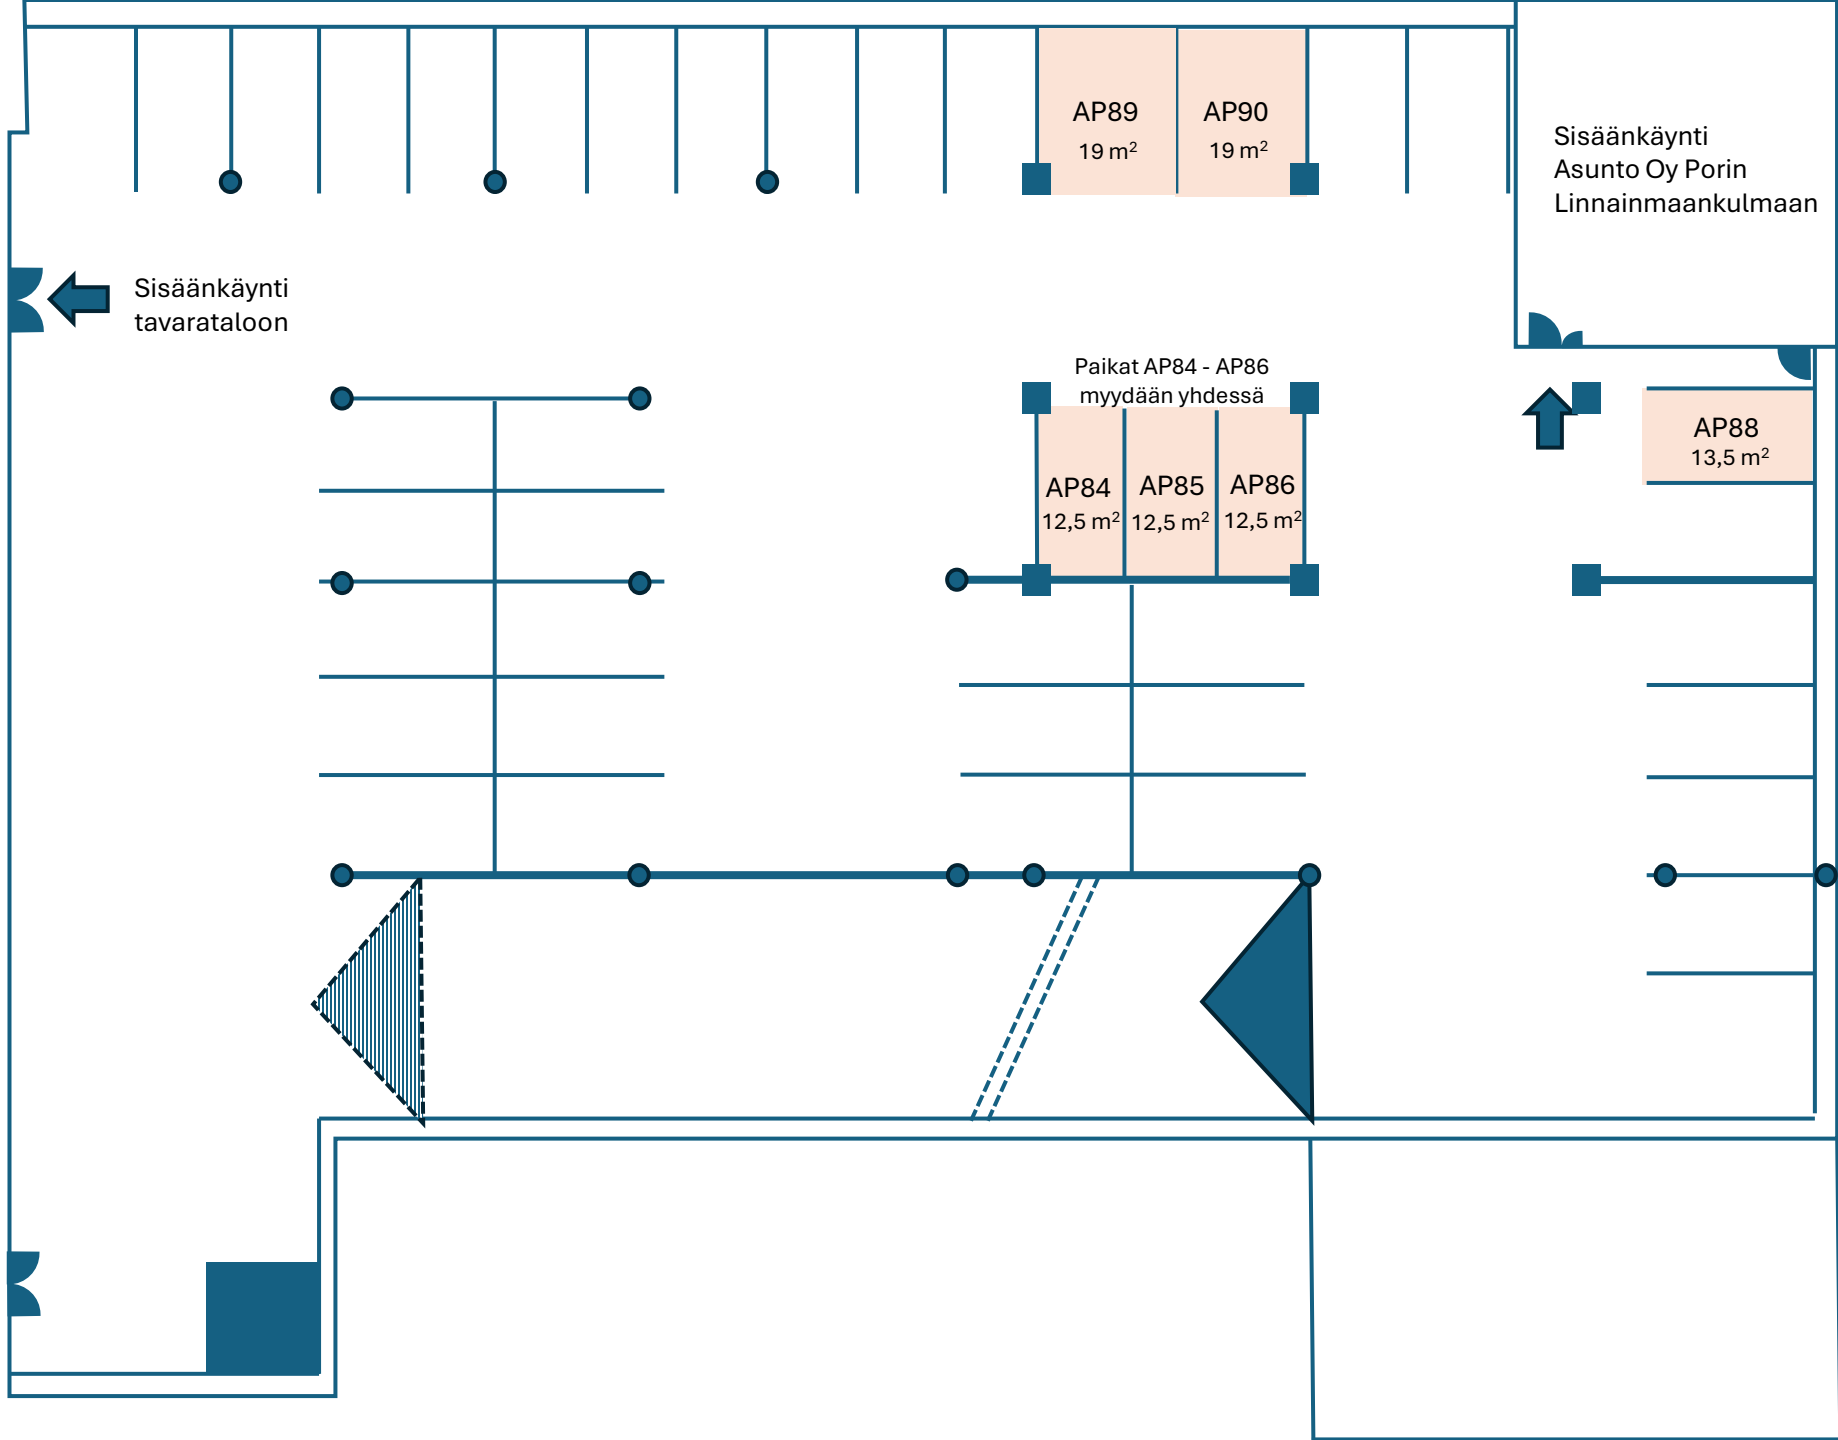 AP89
19 m²
AP90
19 m²
Sisäänkäynti
Asunto Oy Porin
Linnainmaankulmaan
Sisäänkäynti
tavarataloon
Paikat AP84 - AP86
myydään yhdessä
AP84
12,5 m²
AP85
12,5 m²
AP86
12,5 m²
AP88
13,5 m²